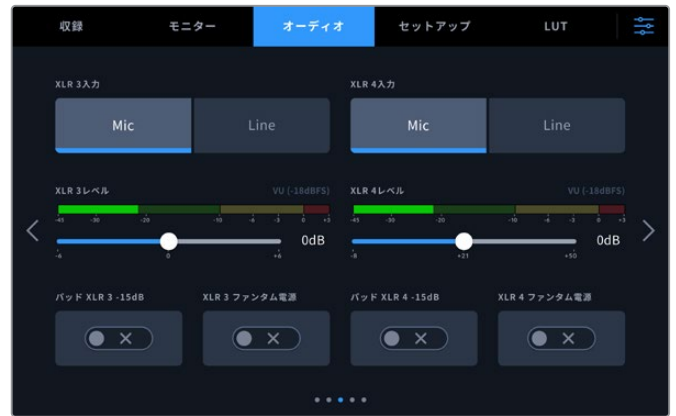 収録 モニター オーディオ セットアップ LUT
XLR 3入力 XLR 4入力
Mic Line Mic Line
XLR 3レベル VU (-18dBFS) XLR 4レベル VU (-18dBFS)
-45 -30 -20 -10 -6 -3 0 +3 -45 -30 -20 -10 -6 -3 0 +3
0dB 0dB
-6 0 +6 -8 +21 +50
パッド XLR 3 -15dB XLR 3 ファンタム電源 パッド XLR 4 -15dB XLR 4 ファンタム電源